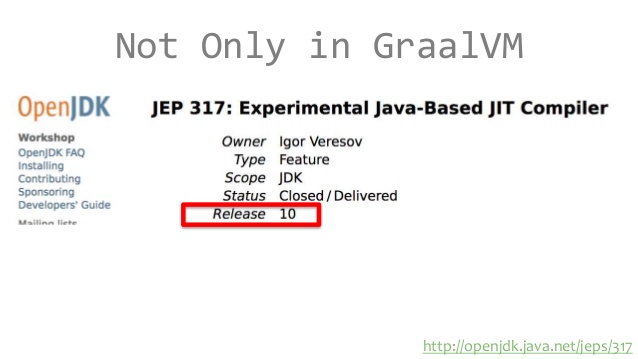 Not Only in GraalVM
OpenJDK
JEP 317: Experimental Java-Based JIT Compiler
Workshop
OpenJDK FAQ
Installing
Contributing
Sponsoring
Developers' Guide
Mailing lists
Owner Igor Veresov
Type Feature
Scope JDK
Status Closed / Delivered
Release 10
http://openjdk.java.net/jeps/317